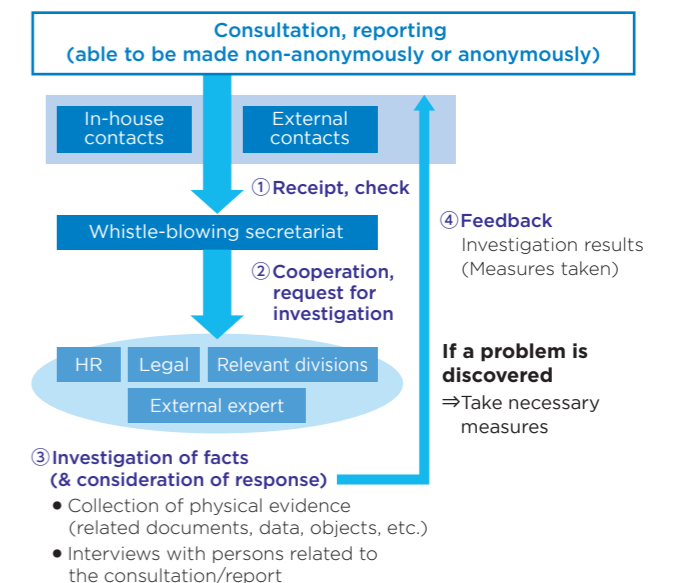 Consultation, reporting
(able to be made non-anonymously or anonymously)
In-house
contacts
External
contacts
①Receipt, check
Whistle-blowing secretariat
②Cooperation,
request for
investigation
HR
Legal
Relevant divisions
External expert
③Investigation of facts
(& consideration of response)
● Collection of physical evidence
(related documents, data, objects, etc.)
● Interviews with persons related to
the consultation/report
④Feedback
Investigation results
(Measures taken)
If a problem is
discovered
⇒Take necessary
measures